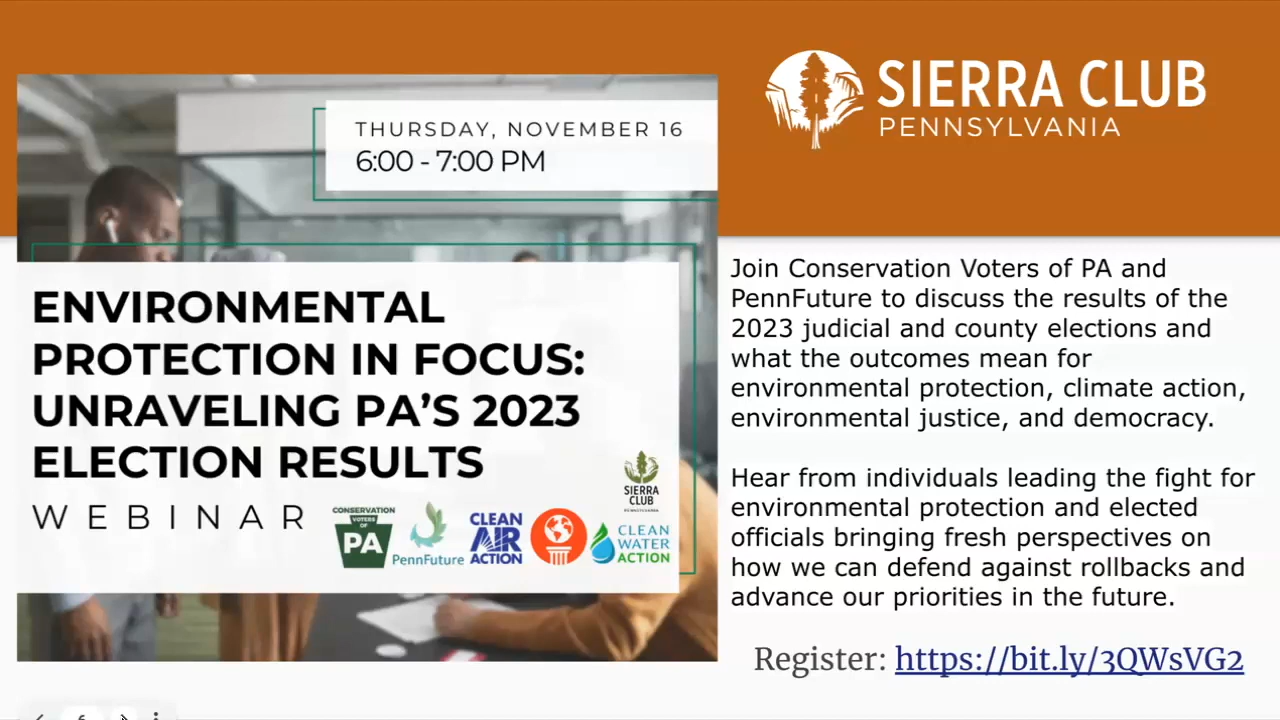 SIERRA CLUB
PENNSYLVANIA
THURSDAY, NOVEMBER 16
6:00 - 7:00 PM
ENVIRONMENTAL
PROTECTION IN FOCUS:
UNRAVELING PA'S 2023
ELECTION RESULTS
WEBINAR
SIERRA
CLUB
PENNSYLVANIA
CONSERVATION
VOTERS
OF
PA
PennFuture
CLEAN
AIR
ACTION
CLEAN
WATER
ACTION
Join Conservation Voters of PA and
PennFuture to discuss the results of the
2023 judicial and county elections and
what the outcomes mean for
environmental protection, climate action,
environmental justice, and democracy.
Hear from individuals leading the fight for
environmental protection and elected
officials bringing fresh perspectives on
how we can defend against rollbacks and
advance our priorities in the future.
Register: https://bit.ly/3QWsVG2